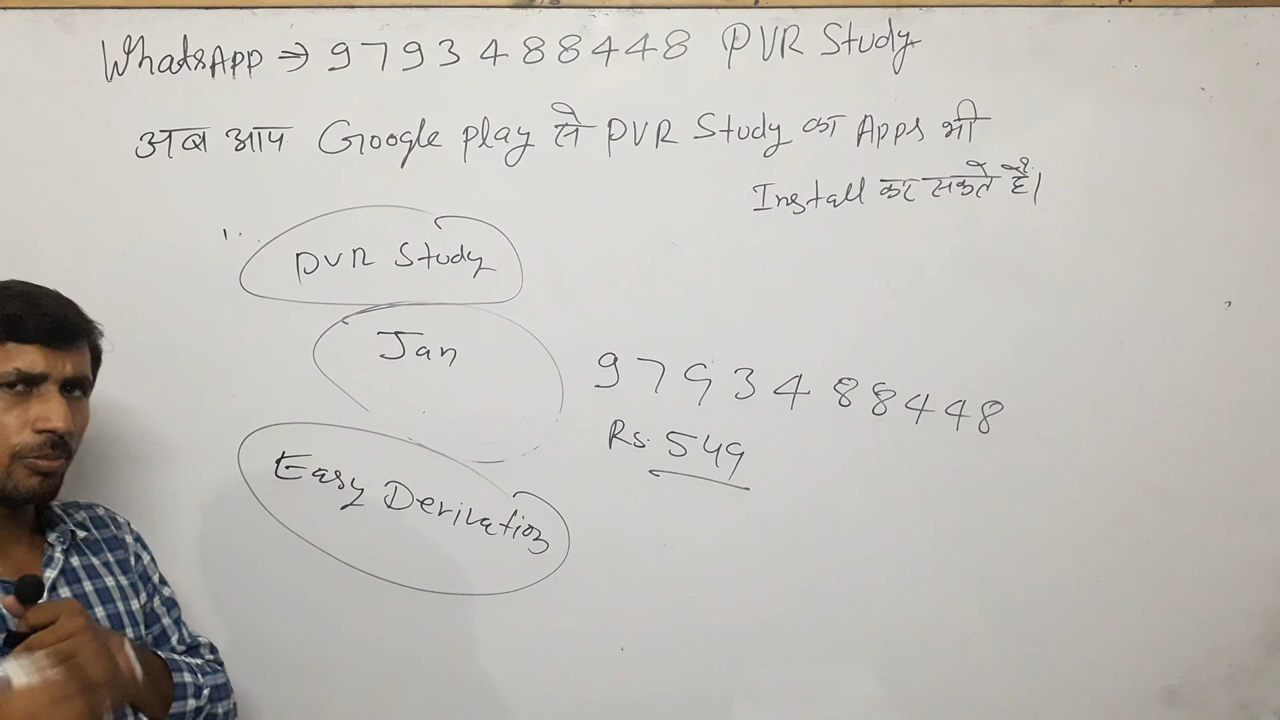 WhatsApp → 9793488448 PVR Study
अब आप Google play से PVR Study का Apps भी
Install कर सकते हैं।
PVR Study
Jan
9793488448
Rs. 549
Easy Derivation